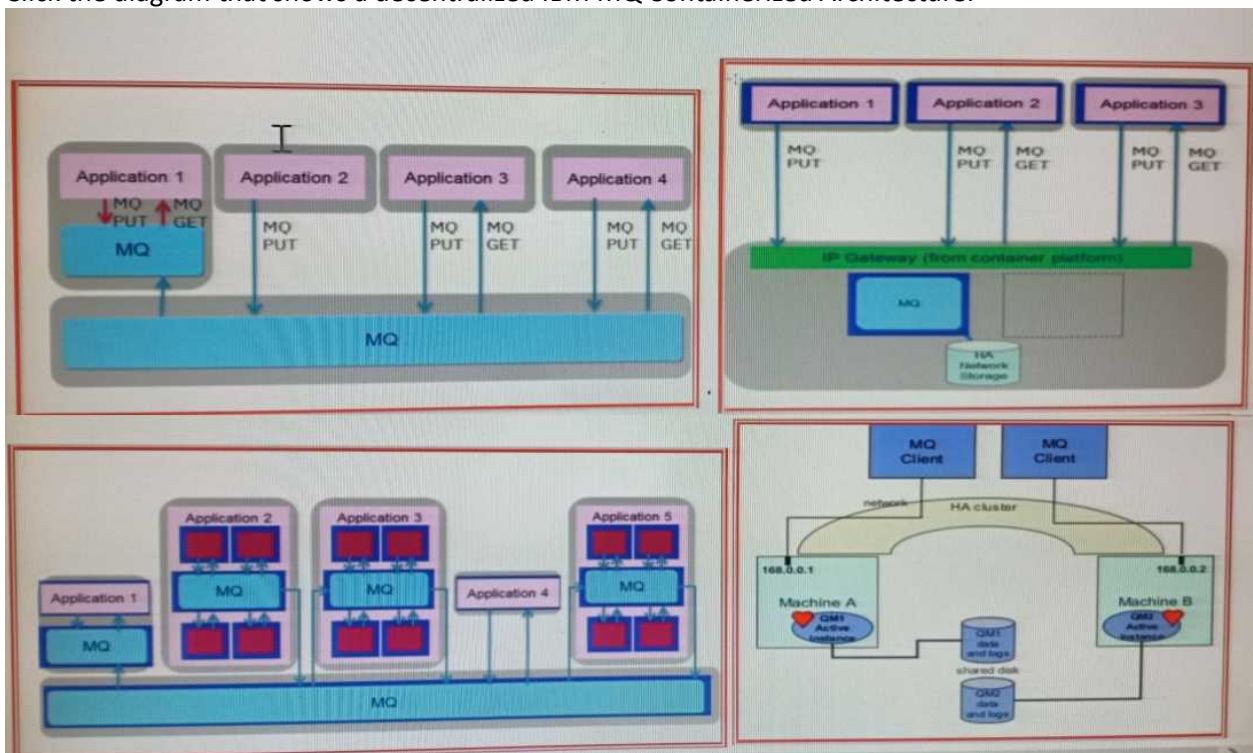 Click the diagram that shows a decentralized IBM MQ Containerized Architecture.
Application 1
MQ
PUT
MQ
GET
MQ
Application 2
MQ
PUT
Application 3
MQ
PUT
MQ
GET
Application 4
MQ
PUT
MQ
GET
MQ
Application 1
MQ
PUT
Application 2
MQ
PUT
MQ
GET
Application 3
MQ
PUT
MQ
GET
IP Gateway (from container platform)
MQ
HA
Network
Storage
Application 1
MQ
Application 2
MQ
Application 3
MQ
Application 4
Application 5
MQ
MQ
MQ
Client
MQ
Client
network
HA cluster
168.0.0.1
Machine A
QM1
Active
instance
168.0.0.2
Machine B
QM2
Active
instance
QM1
data
and logs
shared disk
QM2
data
and logs